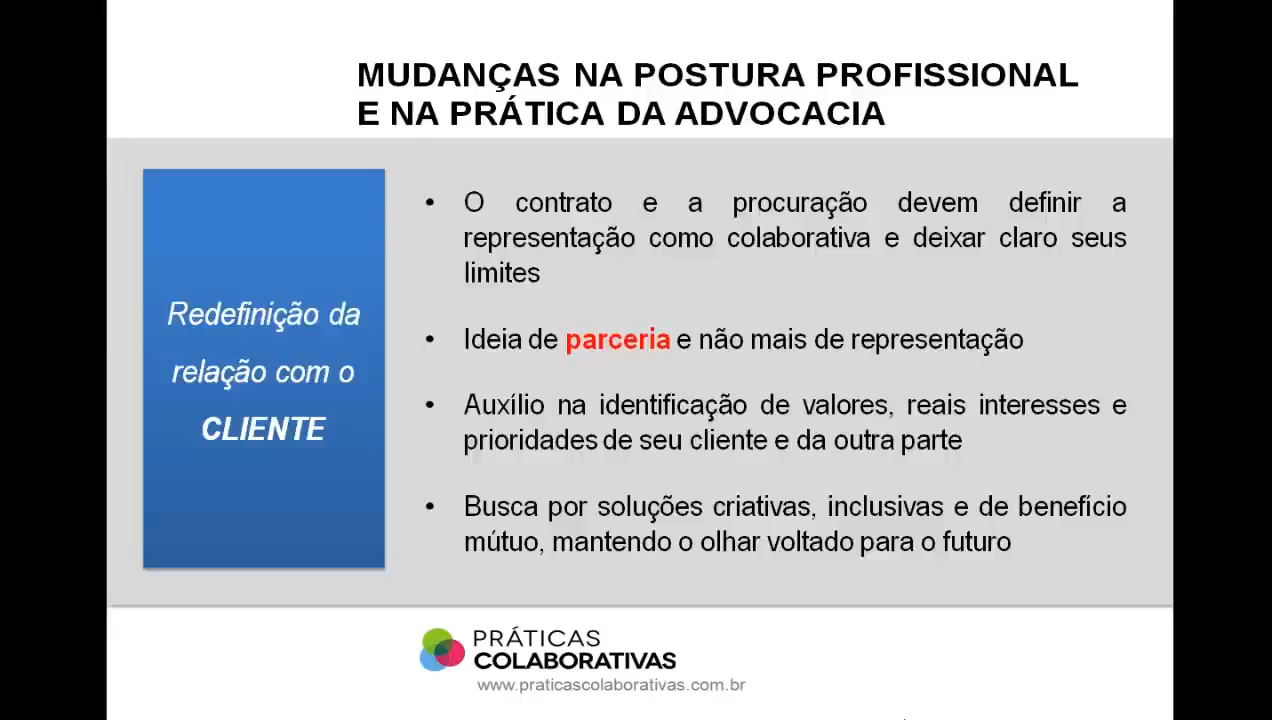 MUDANÇAS NA POSTURA PROFISSIONAL
E NA PRÁTICA DA ADVOCACIA
Redefinição da
relação com o
CLIENTE
• O contrato e a procuração devem definir a
representação como colaborativa e deixar claro seus
limites
• Ideia de parceria e não mais de representação
• Auxílio na identificação de valores, reais interesses e
prioridades de seu cliente e da outra parte
• Busca por soluções criativas, inclusivas e de benefício
mútuo, mantendo o olhar voltado para o futuro
PRÁTICAS
COLABORATIVAS
www.praticascolaborativas.com.br